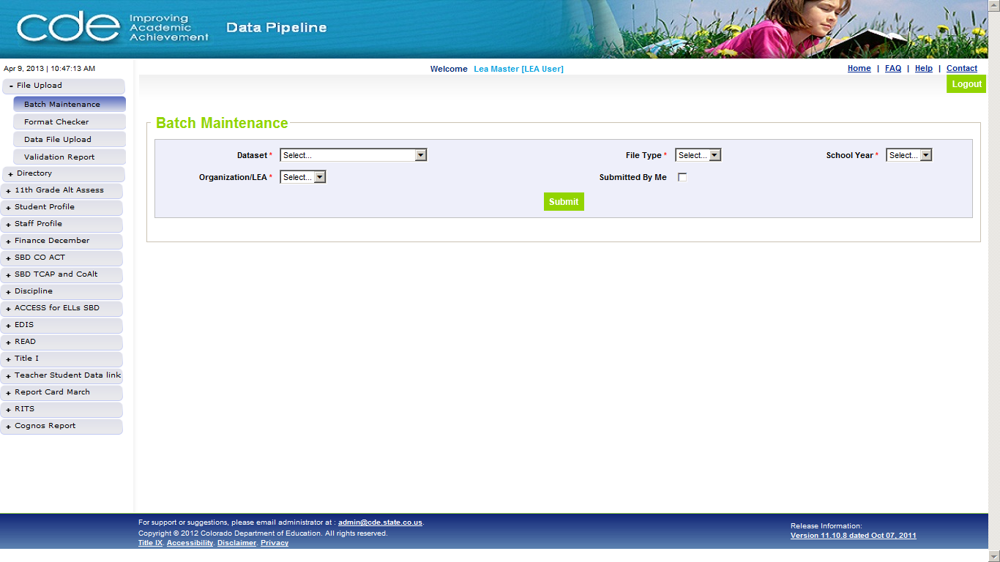 cde Improving
Academic
Achievement
Data Pipeline
Apr 9, 2013 | 10:47:13 AM
Welcome Lea Master [LEA User]
Home | FAQ | Help | Contact
Logout
- File Upload
Batch Maintenance
Format Checker
Data File Upload
Validation Report
+ Directory
+ 11th Grade Alt Assess
+ Student Profile
+ Staff Profile
+ Finance December
+ SBD CO ACT
+ SBD TCAP and CoAlt
+ Discipline
+ ACCESS for ELLs SBD
+ EDIS
+ READ
+ Title I
+ Teacher Student Data link
+ Report Card March
+ RITS
+ Cognos Report
Batch Maintenance
Dataset * Select... File Type * Select... School Year * Select...
Organization/LEA * Select... Submitted By Me
Submit
For support or suggestions, please email administrator at : admin@cde.state.co.us.
Copyright © 2012 Colorado Department of Education. All rights reserved.
Title IX, Accessibility, Disclaimer, Privacy
Release Information:
Version 11.10.8 dated Oct 07, 2011